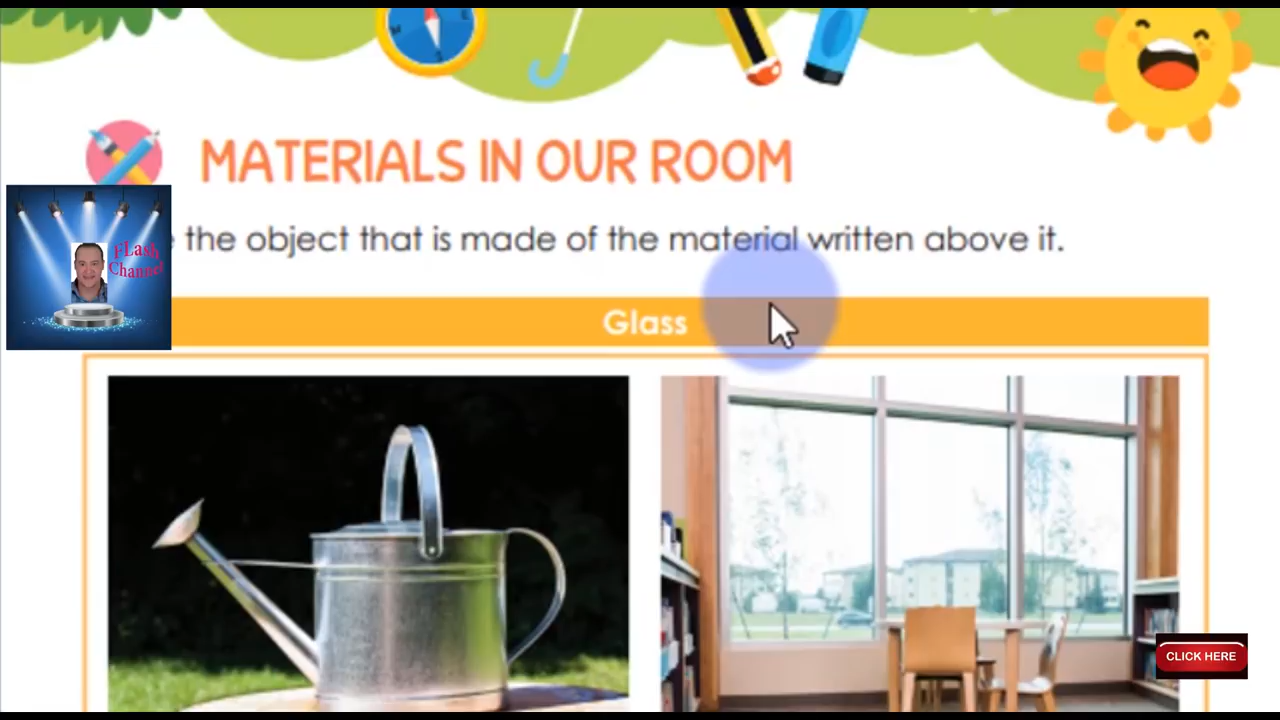 MATERIALS IN OUR ROOM
the object that is made of the material written above it.
FLash
Channel
Glass
CLICK HERE